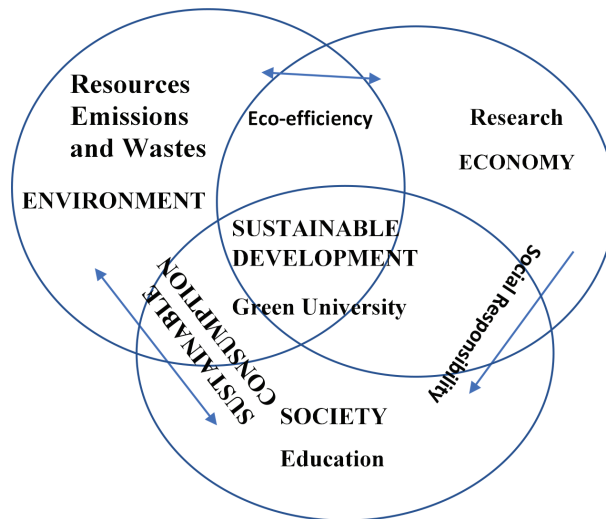 Resources
Emissions
and Wastes
ENVIRONMENT
Eco-efficiency
Research
ECONOMY
SUSTAINABLE
DEVELOPMENT
Green University
SUSTAINABLE
CONSUMPTION
Social Responsibility
SOCIETY
Education